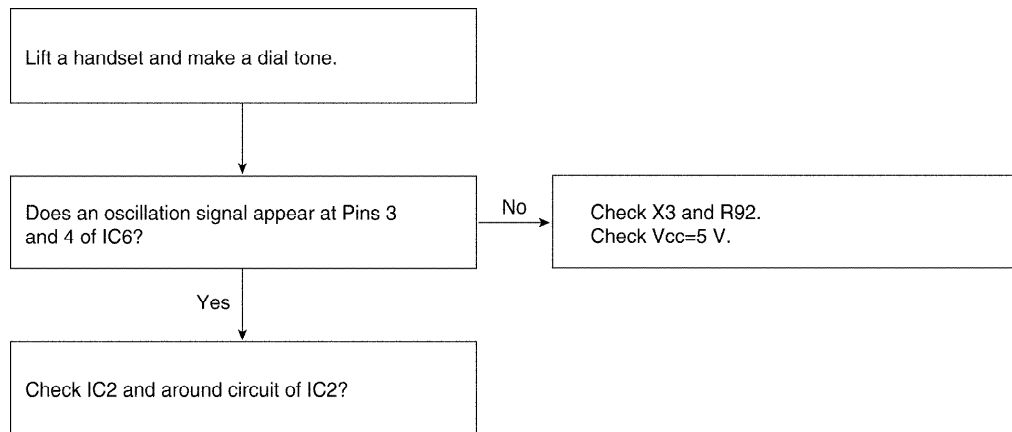 Lift a handset and make a dial tone.
Does an oscillation signal appear at Pins 3
and 4 of IC6?
No
Check X3 and R92.
Check Vcc=5 V.
Yes
Check IC2 and around circuit of IC2?